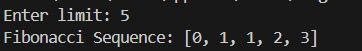 Enter limit: 5
Fibonacci Sequence: [0, 1, 1, 2, 3]